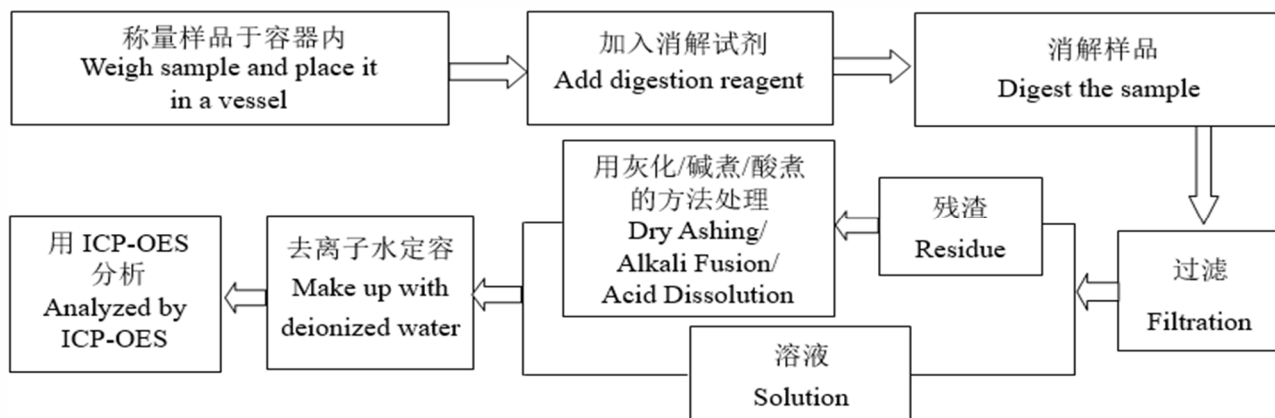 称量样品于容器内
Weigh sample and place it
in a vessel
加入消解试剂
Add digestion reagent
消解样品
Digest the sample
过滤
Filtration
残渣
Residue
用灰化/碱煮/酸煮
的方法处理
Dry Ashing/
Alkali Fusion/
Acid Dissolution
溶液
Solution
去离子水定容
Make up with
deionized water
用 ICP-OES
分析
Analyzed by
ICP-OES